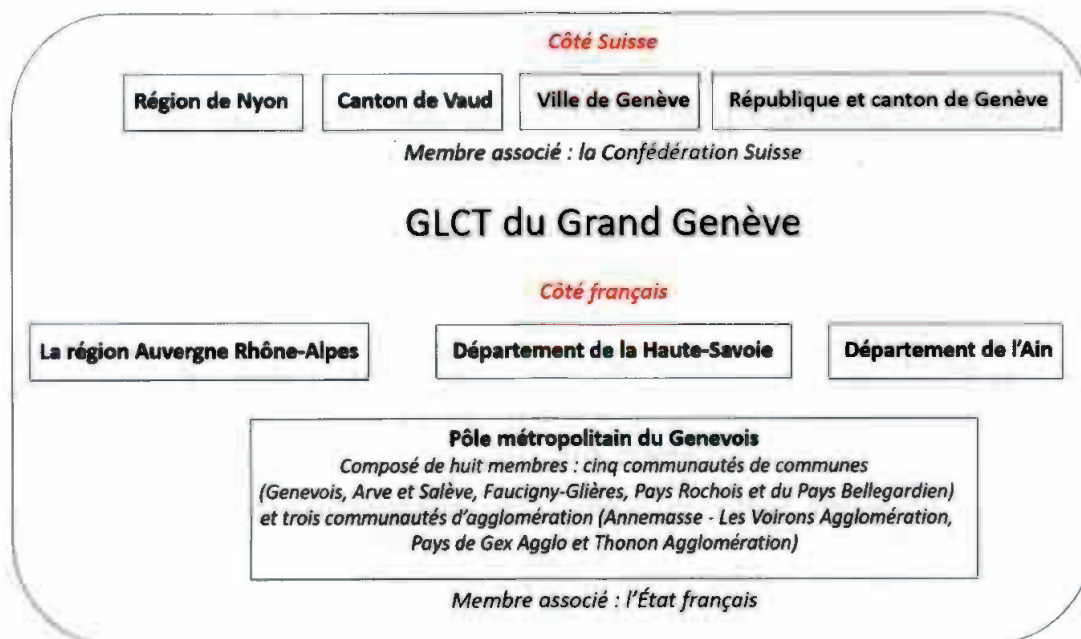 Côté Suisse
Région de Nyon
Canton de Vaud
Ville de Genève
République et canton de Genève
Membre associé : la Confédération Suisse
GLCT du Grand Genève
Côté français
La région Auvergne Rhône-Alpes
Département de la Haute-Savoie
Département de l'Ain
Pôle métropolitain du Genevois
Composé de huit membres : cinq communautés de communes
(Genevois, Arve et Salève, Faucigny-Glières, Pays Rochois et du Pays Bellegardien)
et trois communautés d'agglomération (Annemasse - Les Voirons Agglomération,
Pays de Gex Agglo et Thonon Agglomération)
Membre associé : l'État français